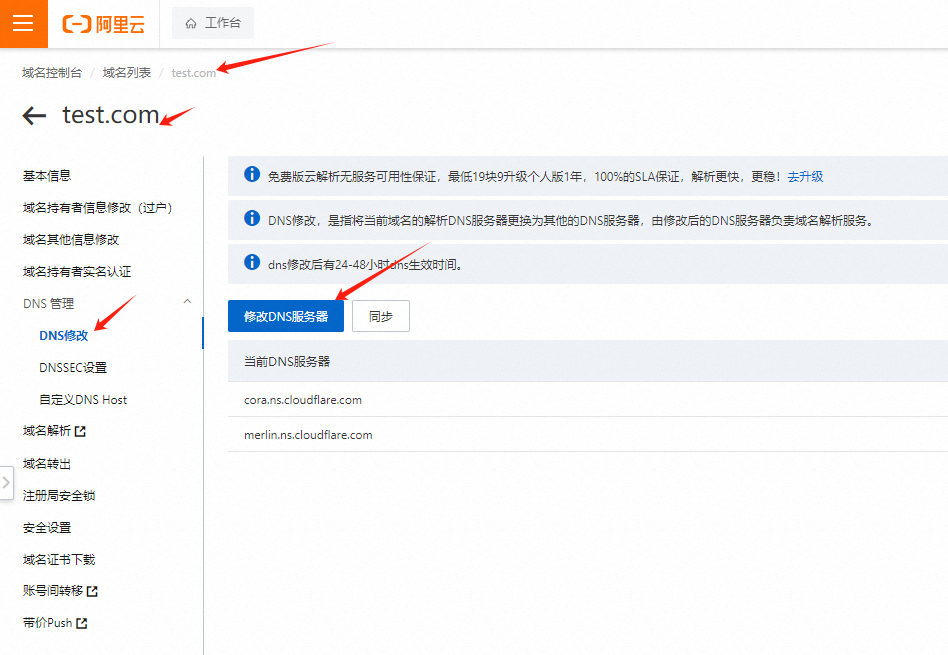 阿里云
工作台
域名控制台 / 域名列表 / test.com
test.com
基本信息
域名持有者信息修改（过户）
域名其他信息修改
域名持有者实名认证
DNS 管理
DNS修改
DNSSEC设置
自定义DNS Host
域名解析
域名转出
注册局安全锁
安全设置
域名证书下载
账号间转移
带价Push
免费版云解析无服务可用性保证，最低19块9升级个人版1年，100%的SLA保证，解析更快，更稳！去升级
DNS修改，是指将当前域名的解析DNS服务器更换为其他的DNS服务器，由修改后的DNS服务器负责域名解析服务。
dns修改后有24-48小时dns生效时间。
修改DNS服务器
同步
当前DNS服务器
cora.ns.cloudflare.com
merlin.ns.cloudflare.com